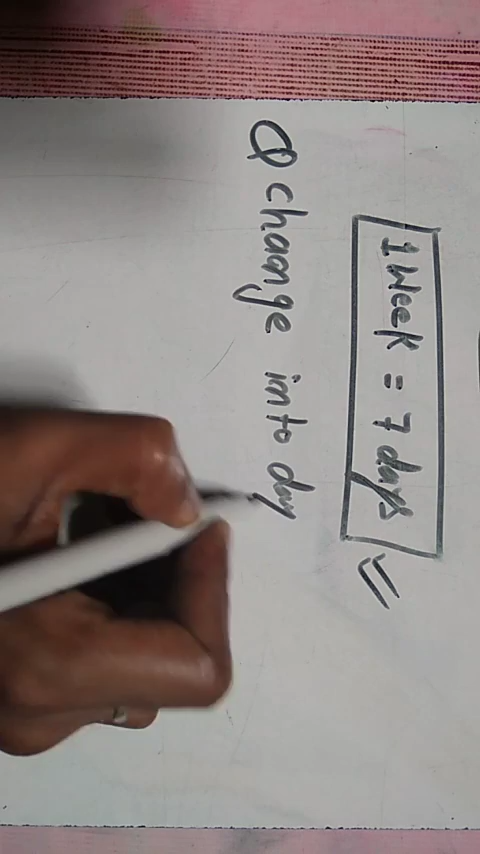 1 Week = 7 days
Q change into day